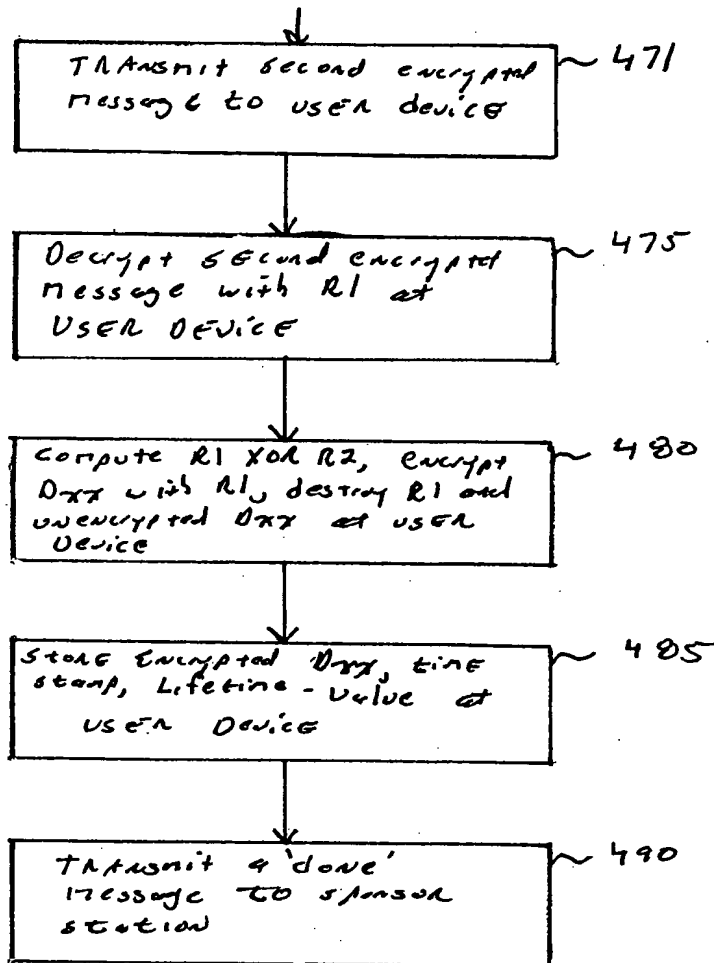 TRANSmit second encrypted
message to user device
471
Decrypt second encrypted
message with R1 at
USER DEVICE
475
Compute R1 XOR R2, encrypt
Dxx with R1, destroy R1 and
unencrypted Dxx at user
Device
480
STORE Encrypted Dxx, time
stamp, Lifetime-Value at
USER Device
485
TRANSmit a 'done'
message to sponsor
station
490